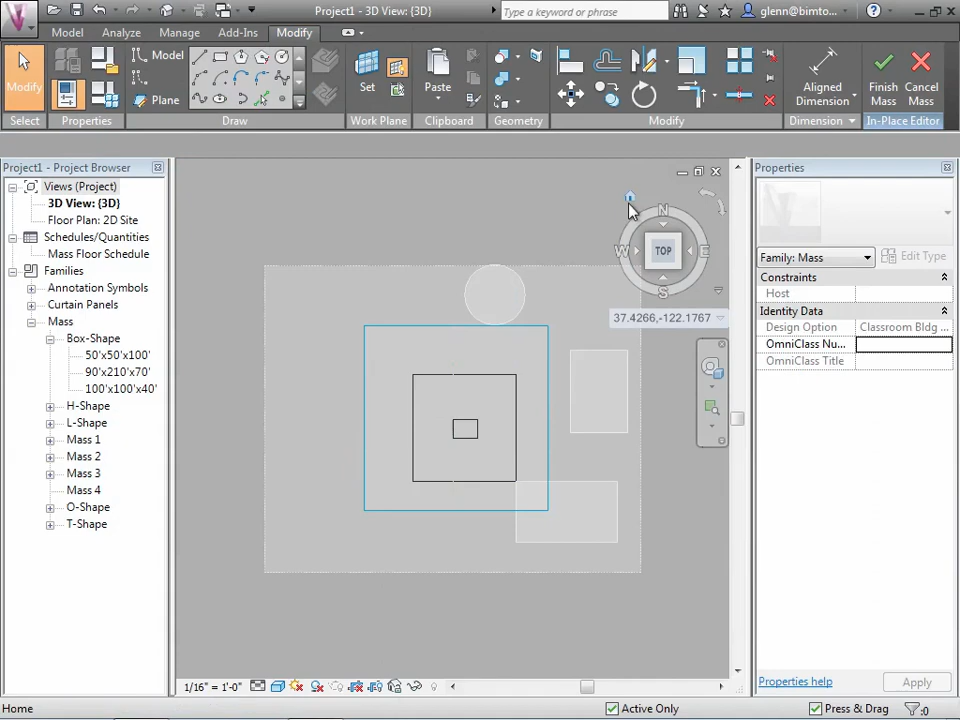 Project1 - 3D View: {3D}
Type a keyword or phrase
glenn@bimto...
Model Analyze Manage Add-Ins Modify
Modify
Model
Plane
Set
Paste
Aligned Dimension
Finish Mass
Cancel Mass
Select Properties Draw Work Plane Clipboard Geometry Modify Dimension In-Place Editor
Project1 - Project Browser
Views (Project)
3D View: {3D}
Floor Plan: 2D Site
Schedules/Quantities
Mass Floor Schedule
Families
Annotation Symbols
Curtain Panels
Mass
Box-Shape
50'x50'x100'
90'x210'x70'
100'x100'x40'
H-Shape
L-Shape
Mass 1
Mass 2
Mass 3
Mass 4
O-Shape
T-Shape
N
W TOP E
S
37.4266,-122.1767
Properties
Family: Mass
Edit Type
Constraints
Host
Identity Data
Design Option Classroom Bldg ...
OmniClass Nu...
OmniClass Title
Properties help
Apply
1/16" = 1'-0"
Home
Active Only
Press & Drag
:0